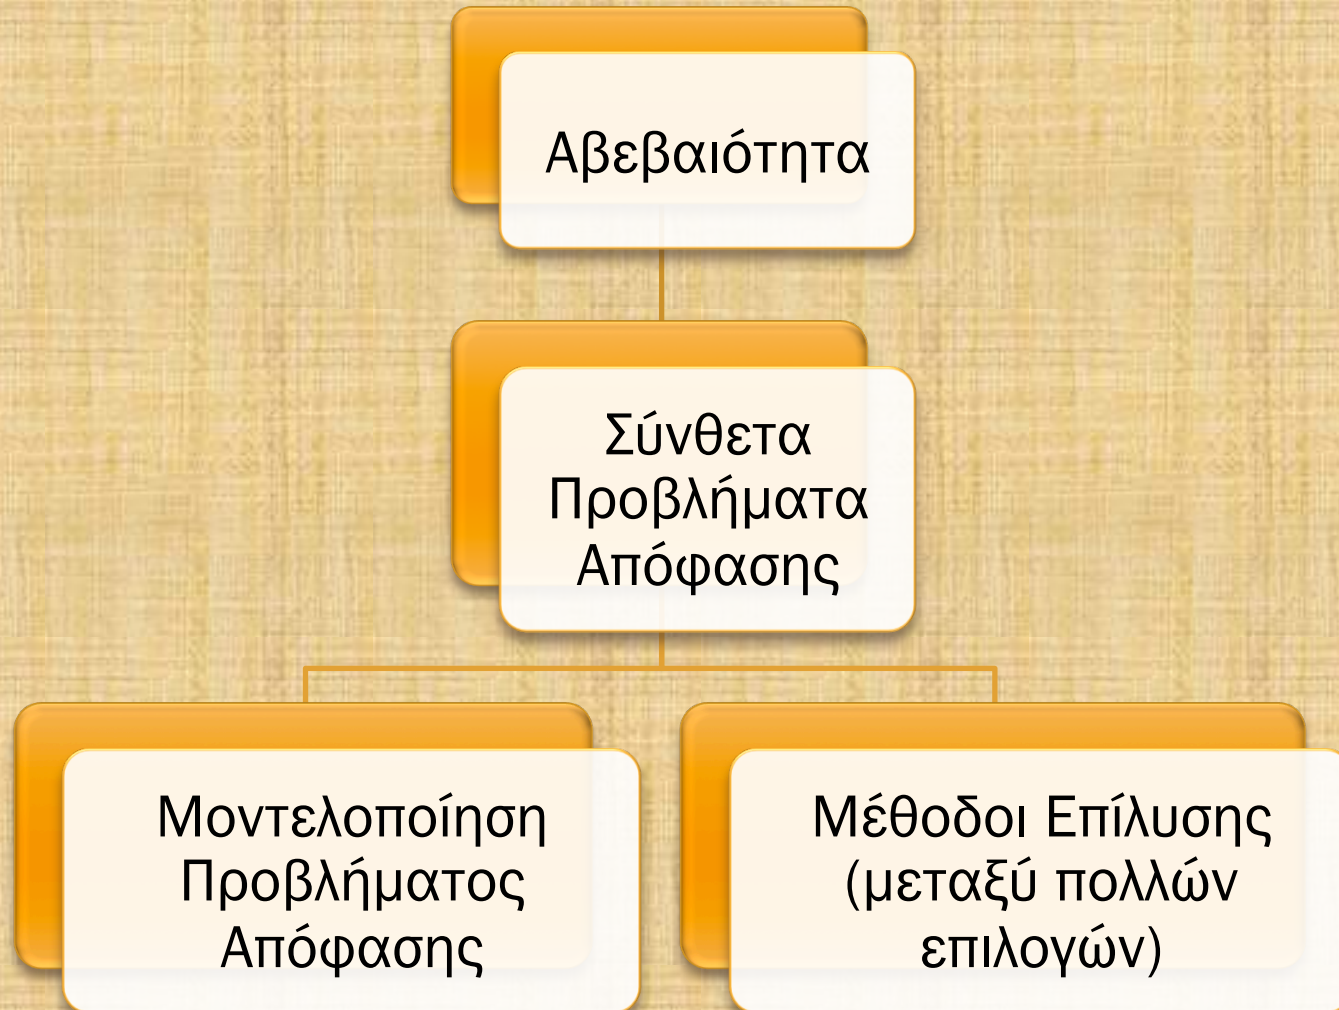 Αβεβαιότητα
Σύνθετα
Προβλήματα
Απόφασης
Μοντελοποίηση
Προβλήματος
Απόφασης
Μέθοδοι Επίλυσης
(μεταξύ πολλών
επιλογών)